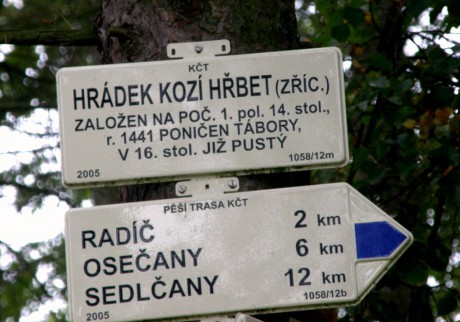 KČT
HRÁDEK KOZÍ HŘBET (ZŘÍC.)
ZALOŽEN NA POČ. 1. pol. 14. stol.,
r. 1441 PONIČEN TÁBORY,
V 16. stol. JIŽ PUSTÝ
2005 1058/12m
PĚŠÍ TRASA KČT
RADÍČ 2 km
OSEČANY 6 km
SEDLČANY 12 km
2005 1058/12b